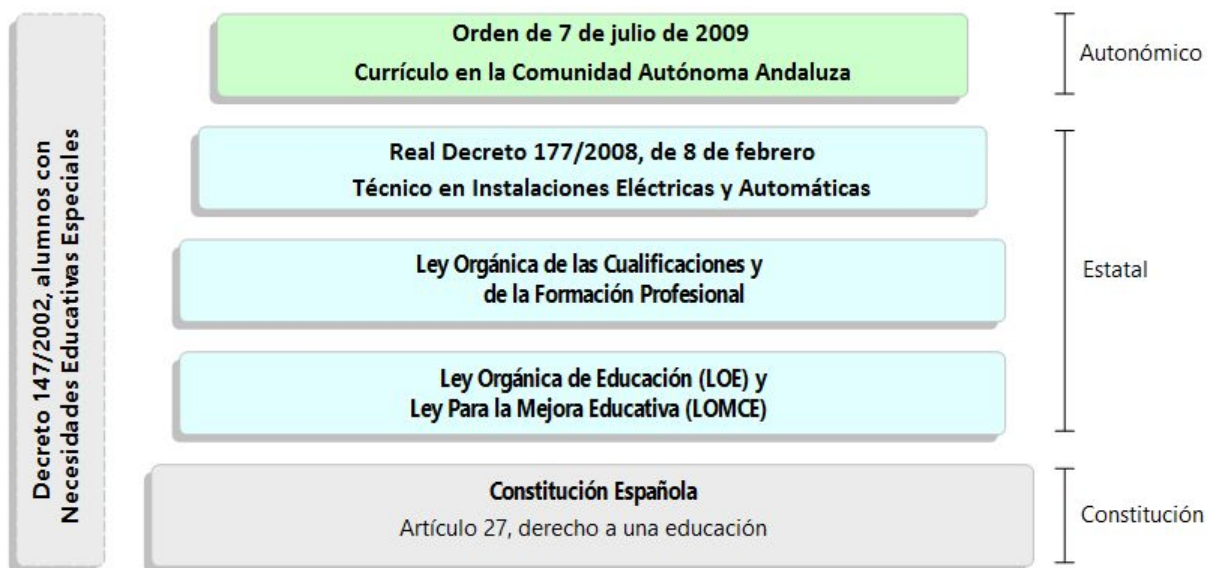 Decreto 147/2002, alumnos con
Necesidades Educativas Especiales
Orden de 7 de julio de 2009
Currículo en la Comunidad Autónoma Andaluza
Autonómico
Real Decreto 177/2008, de 8 de febrero
Técnico en Instalaciones Eléctricas y Automáticas
Ley Orgánica de las Cualificaciones y
de la Formación Profesional
Estatal
Ley Orgánica de Educación (LOE) y
Ley Para la Mejora Educativa (LOMCE)
Constitución Española
Artículo 27, derecho a una educación
Constitución